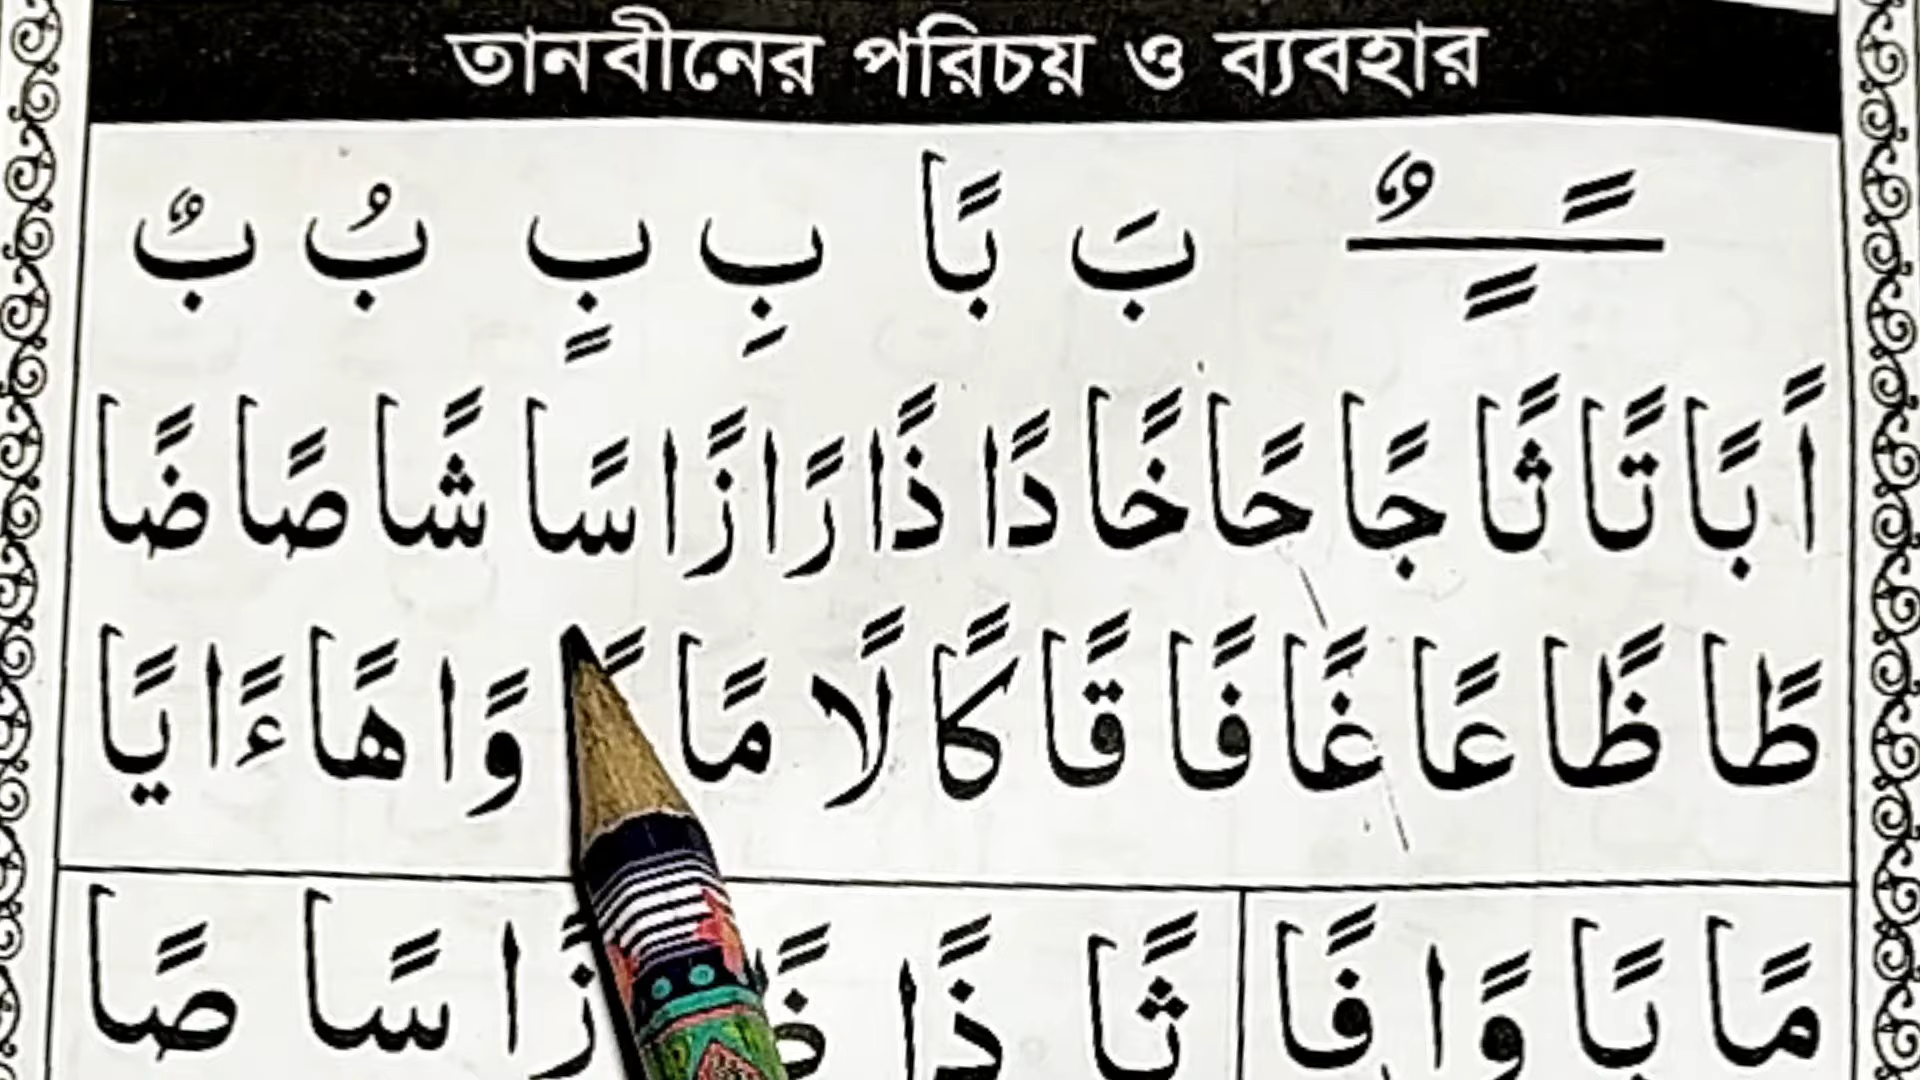 তানবীনের পরিচয় ও ব্যবহার
ـًـٍـٌ بَ بًا بِ بٍ بُ بٌ
اً بًا تًا ثًا جًا حًا خًا دًا ذًا رًا زًا سًا شًا صًا ضًا
طًا ظًا عًا غًا فًا قًا كًا لًا مًا وًا هًا ءًا يًا
مًا بًا وًا فًا ثًا ذًا زًا سًا صًا